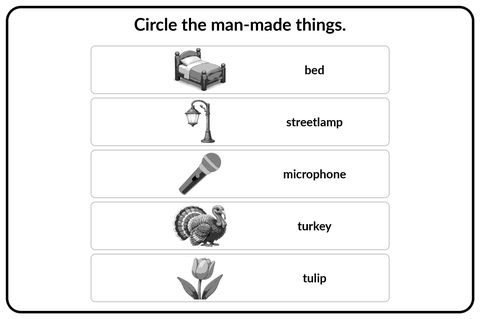 Circle the man-made things.
bed
streetlamp
microphone
turkey
tulip